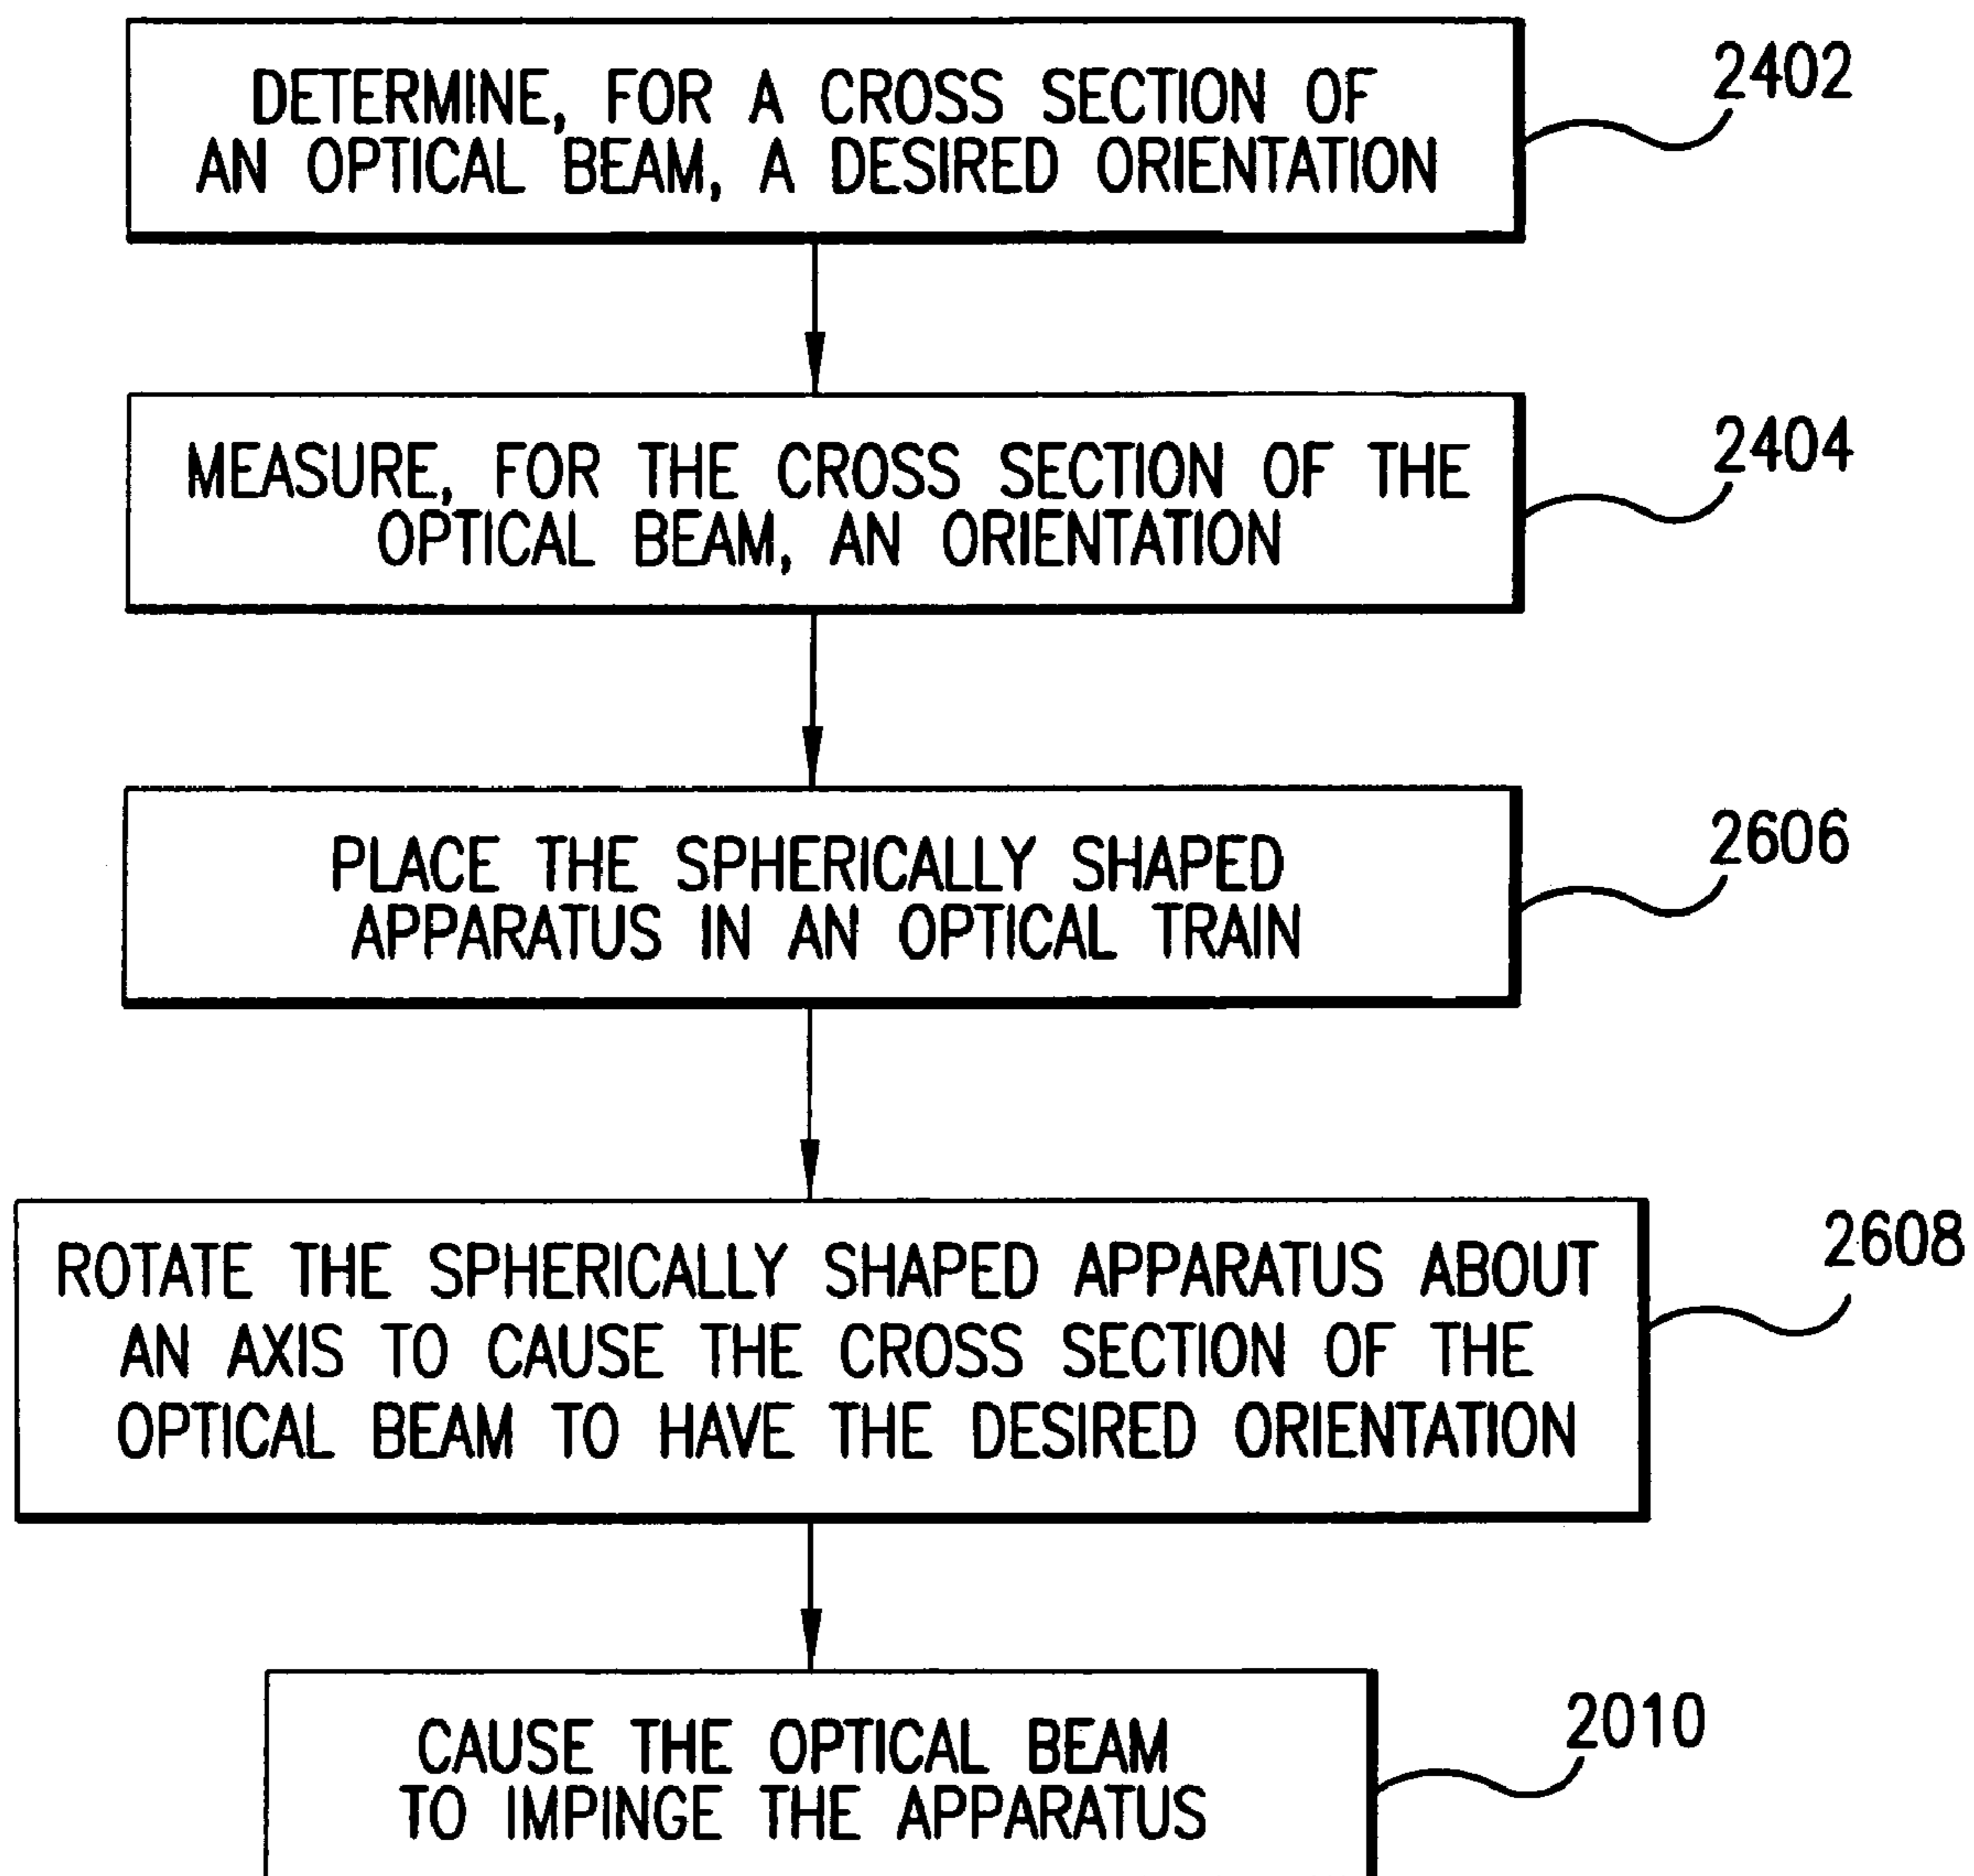 DETERMINE, FOR A CROSS SECTION OF
AN OPTICAL BEAM, A DESIRED ORIENTATION
2402
MEASURE, FOR THE CROSS SECTION OF THE
OPTICAL BEAM, AN ORIENTATION
2404
PLACE THE SPHERICALLY SHAPED
APPARATUS IN AN OPTICAL TRAIN
2606
ROTATE THE SPHERICALLY SHAPED APPARATUS ABOUT
AN AXIS TO CAUSE THE CROSS SECTION OF THE
OPTICAL BEAM TO HAVE THE DESIRED ORIENTATION
2608
CAUSE THE OPTICAL BEAM
TO IMPINGE THE APPARATUS
2010